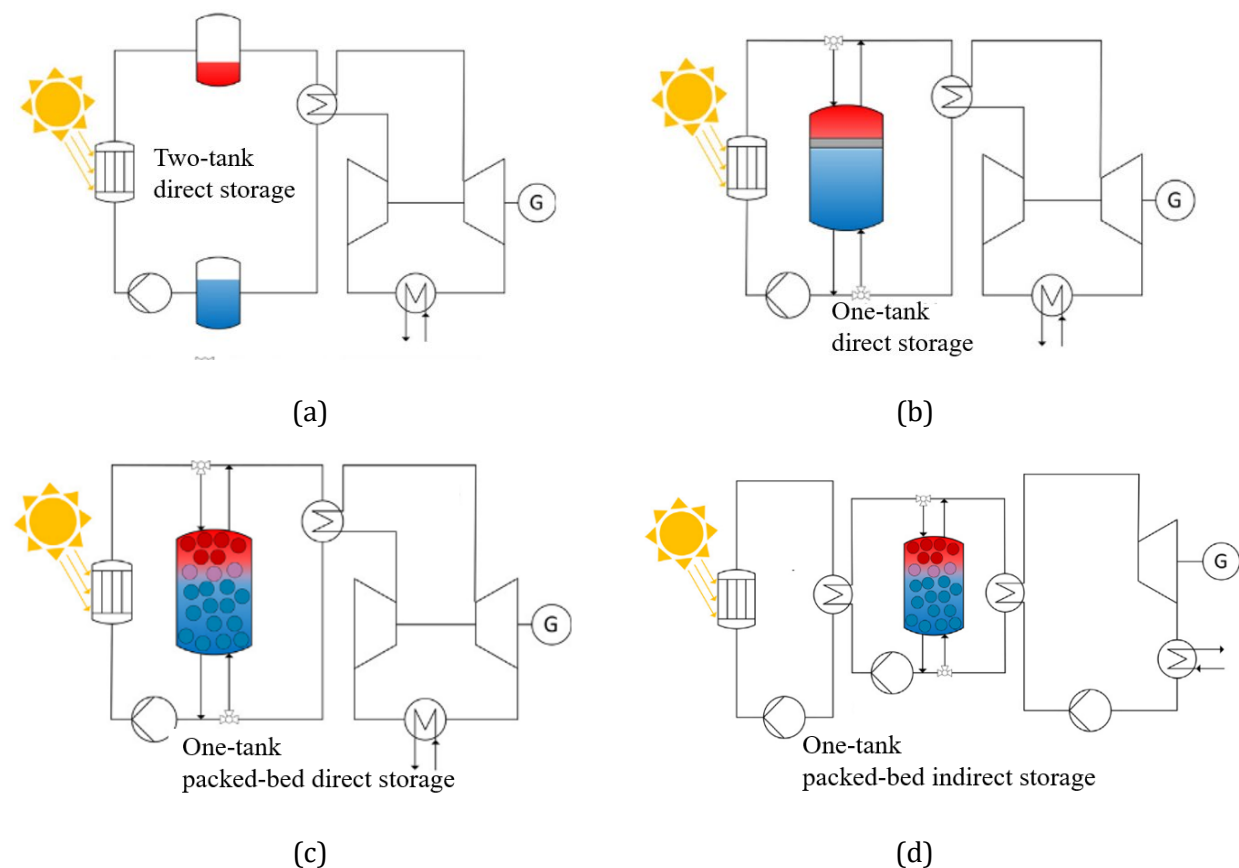 Two-tank
direct storage
G
(a)
One-tank
direct storage
G
(b)
One-tank
packed-bed direct storage
G
(c)
One-tank
packed-bed indirect storage
G
(d)